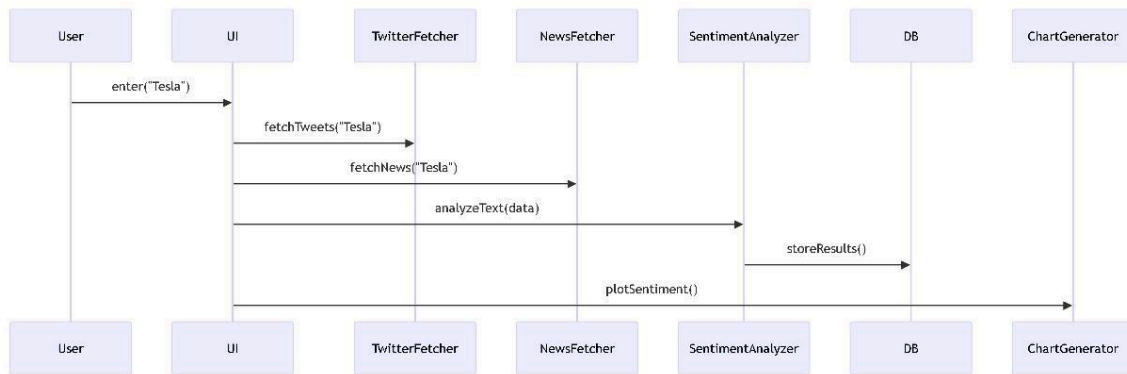 User UI TwitterFetcher NewsFetcher SentimentAnalyzer DB ChartGenerator
enter("Tesla")
fetchTweets("Tesla")
fetchNews("Tesla")
analyzeText(data)
storeResults()
plotSentiment()
User UI TwitterFetcher NewsFetcher SentimentAnalyzer DB ChartGenerator